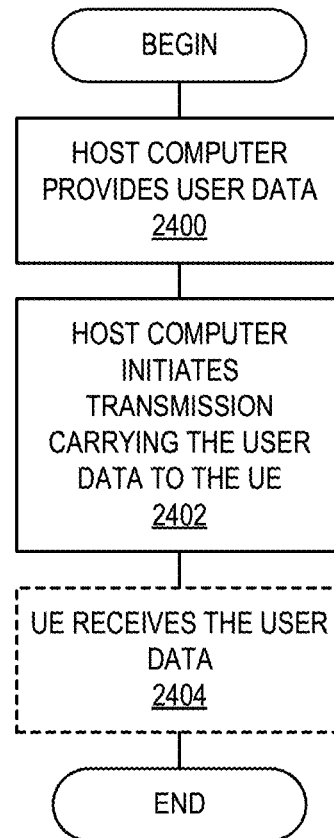 BEGIN
HOST COMPUTER
PROVIDES USER DATA
2400
HOST COMPUTER
INITIATES
TRANSMISSION
CARRYING THE USER
DATA TO THE UE
2402
UE RECEIVES THE USER
DATA
2404
END